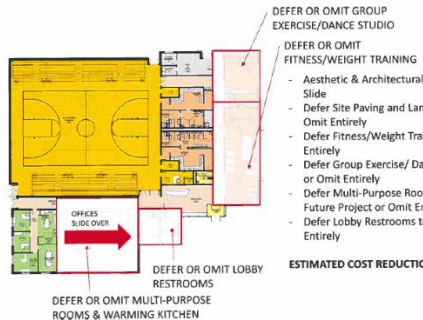 DEFER OR OMIT GROUP
EXERCISE/DANCE STUDIO
DEFER OR OMIT
FITNESS/WEIGHT TRAINING
- Aesthetic & Architectural
Slide
- Defer Site Paving and Lan
Omit Entirely
- Defer Fitness/Weight Trai
Entirely
- Defer Group Exercise/ Da
or Omit Entirely
- Defer Multi-Purpose Roo
Future Project or Omit En
- Defer Lobby Restrooms t
Entirely
ESTIMATED COST REDUCTIO
OFFICES
SLIDE OVER
DEFER OR OMIT LOBBY
RESTROOMS
DEFER OR OMIT MULTI-PURPOSE
ROOMS & WARMING KITCHEN